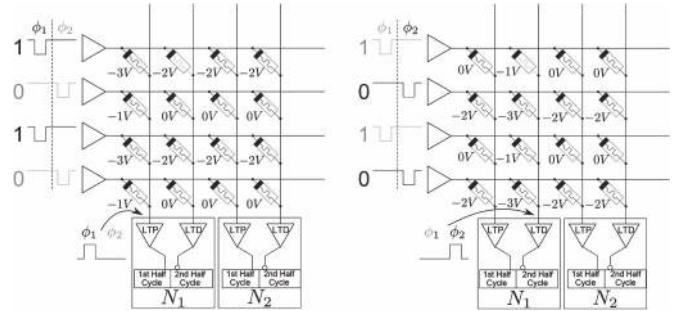 ϕ₁ ϕ₂
1
−3V −2V −2V −2V
0
−1V 0V 0V 0V
1
−3V −2V −2V −2V
0
−1V 0V 0V 0V
ϕ₁ ϕ₂
LTP LTD LTP LTD
1st Half Cycle 2nd Half Cycle 1st Half Cycle 2nd Half Cycle
N₁ N₂
ϕ₁ ϕ₂
1
0V −1V 0V 0V
0
−2V −3V −2V −2V
1
0V −1V 0V 0V
0
−2V −3V −2V −2V
ϕ₁ ϕ₂
LTP LTD LTP LTD
1st Half Cycle 2nd Half Cycle 1st Half Cycle 2nd Half Cycle
N₁ N₂